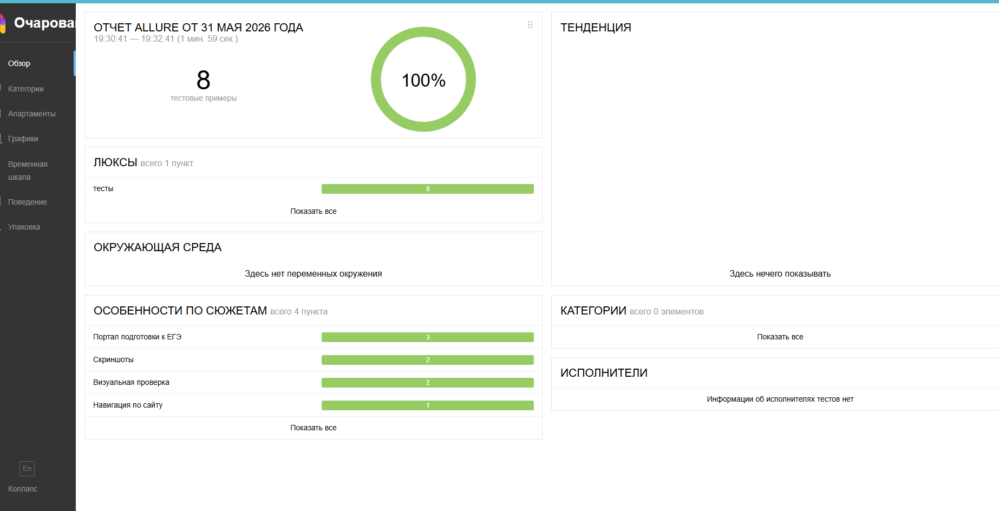 Очарова
Обзор
Категории
Апартаменты
Графики
Временная
шкала
Поведение
Упаковка
En
Коллапс
ОТЧЕТ ALLURE ОТ 31 МАЯ 2026 ГОДА
19:30:41 — 19:32:41 (1 мин. 59 сек.)
8
тестовые примеры
100%
ЛЮКСЫ всего 1 пункт
тесты 8
Показать все
ОКРУЖАЮЩАЯ СРЕДА
Здесь нет переменных окружения
ОСОБЕННОСТИ ПО СЮЖЕТАМ всего 4 пункта
Портал подготовки к ЕГЭ 3
Скриншоты 2
Визуальная проверка 2
Навигация по сайту 1
Показать все
ТЕНДЕНЦИЯ
Здесь нечего показывать
КАТЕГОРИИ всего 0 элементов
Показать все
ИСПОЛНИТЕЛИ
Информации об исполнителях тестов нет